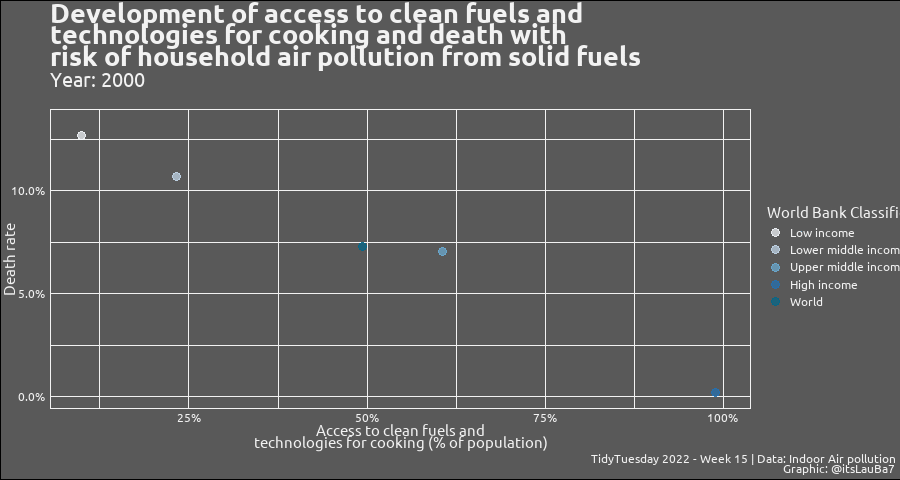 Development of access to clean fuels and
technologies for cooking and death with
risk of household air pollution from solid fuels
Year: 2000
10.0%
5.0%
0.0%
Death rate
25%
50%
75%
100%
Access to clean fuels and
technologies for cooking (% of population)
World Bank Classifi
Low income
Lower middle incom
Upper middle incom
High income
World
TidyTuesday 2022 - Week 15 | Data: Indoor Air pollution
Graphic: @itsLauBa7